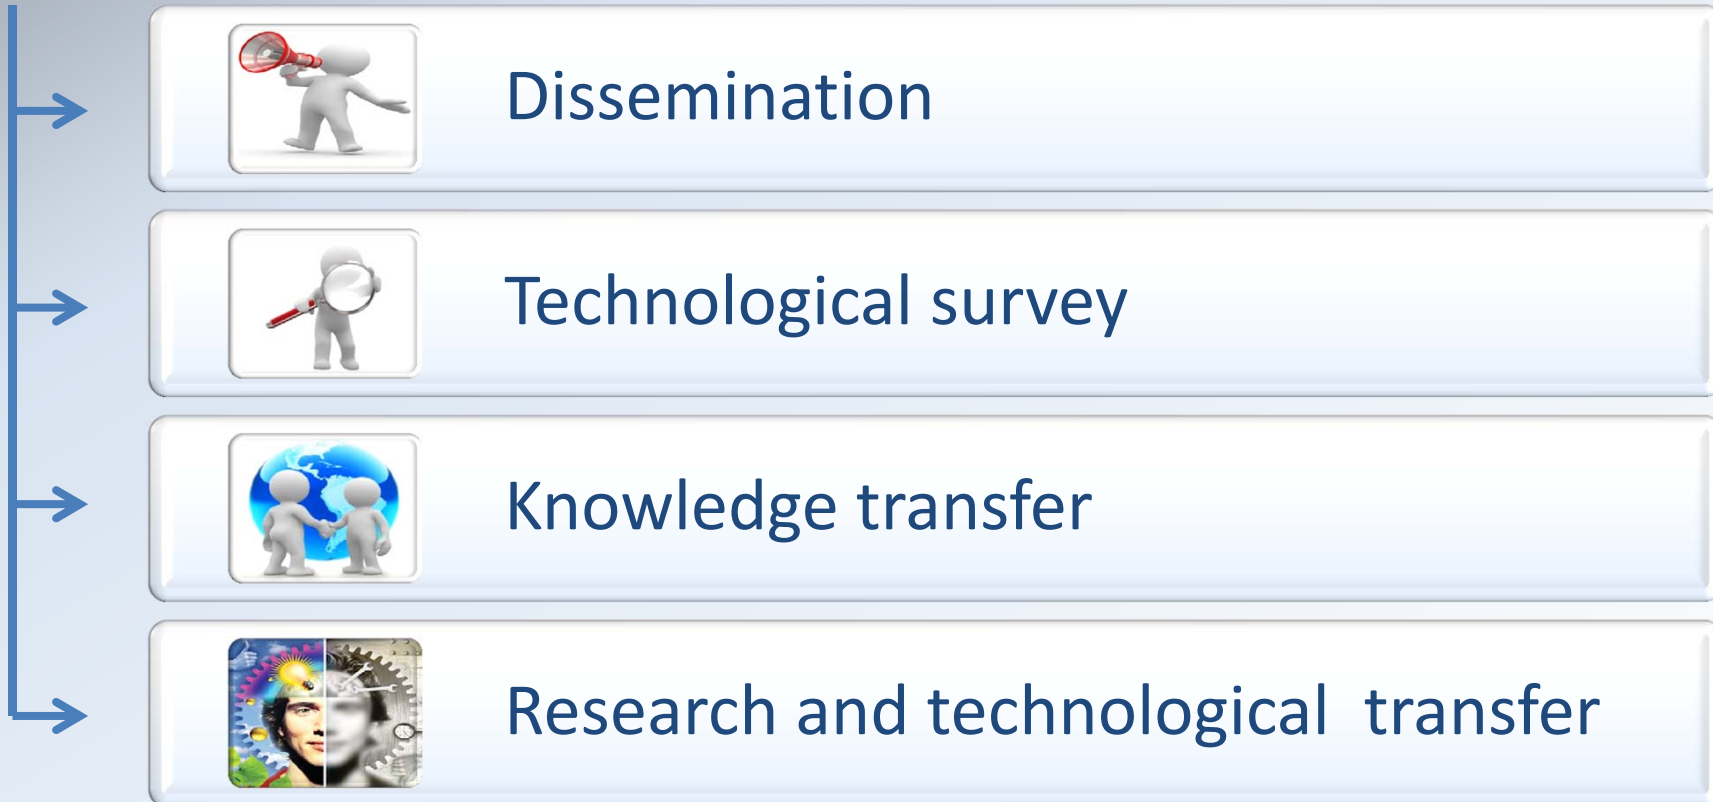 Dissemination
Technological survey
Knowledge transfer
Research and technological  transfer